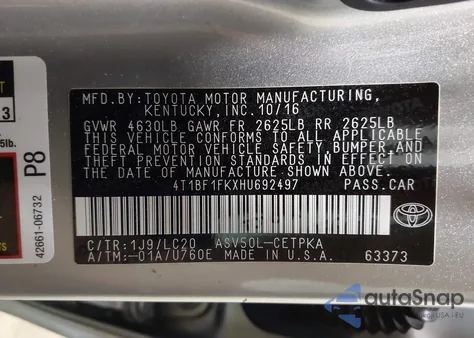 MFD.BY: TOYOTA MOTOR MANUFACTURING,
KENTUCKY, INC. 10/16
GVWR 4630LB GAWR FR 2625LB RR 2625LB
THIS VEHICLE CONFORMS TO ALL APPLICABLE
FEDERAL MOTOR VEHICLE SAFETY, BUMPER, AND
THEFT PREVENTION STANDARDS IN EFFECT ON
THE DATE OF MANUFACTURE SHOWN ABOVE.
4T1BF1FKXHU692497 PASS.CAR
C/TR: 1J9/LC20 ASV50L-CETPKA
A/TM: -01A/U760E MADE IN U.S.A. 63373
TOYOTA
P8
42661-06732
3
5lb.
autoSnap